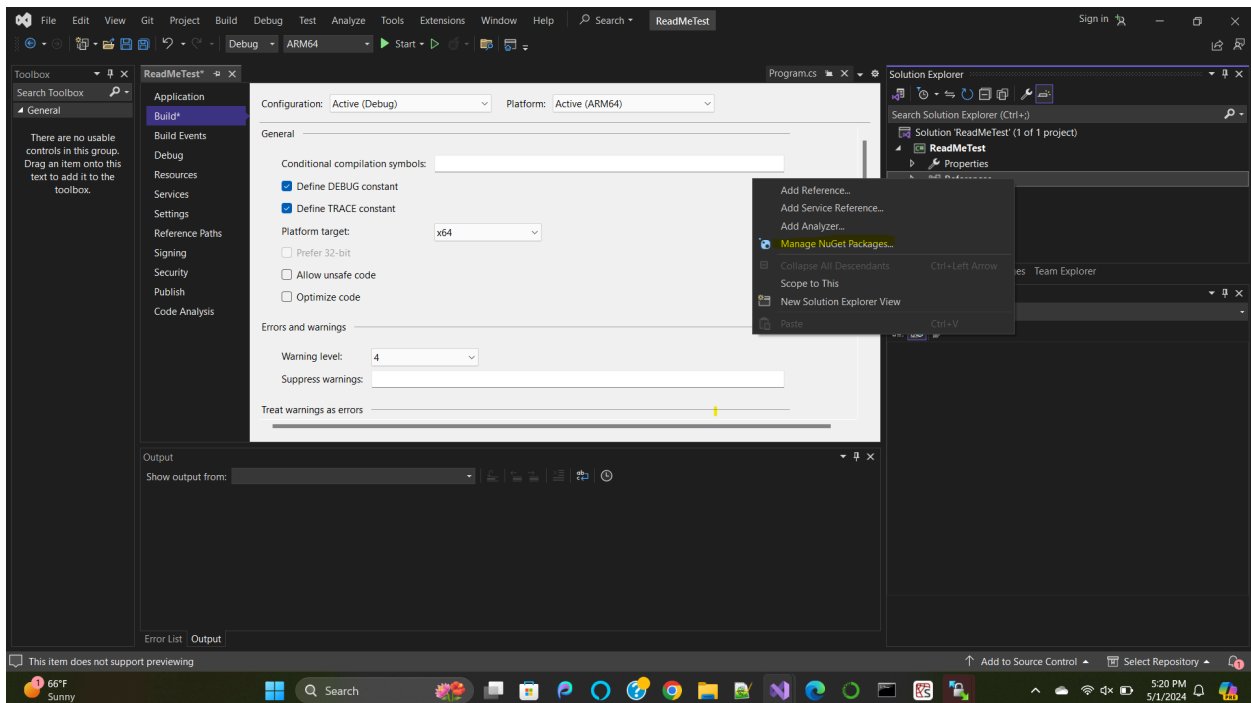 File Edit View Git Project Build Debug Test Analyze Tools Extensions Window Help Search ReadMeTest Sign in
Debug ARM64 Start
Toolbox
Search Toolbox
General
There are no usable
controls in this group.
Drag an item onto this
text to add it to the
toolbox.
ReadMeTest*
Program.cs
Application
Build*
Build Events
Debug
Resources
Services
Settings
Reference Paths
Signing
Security
Publish
Code Analysis
Configuration: Active (Debug) Platform: Active (ARM64)
General
Conditional compilation symbols:
Define DEBUG constant
Define TRACE constant
Platform target: x64
Prefer 32-bit
Allow unsafe code
Optimize code
Errors and warnings
Warning level: 4
Suppress warnings:
Treat warnings as errors
Solution Explorer
Search Solution Explorer (Ctrl+;)
Solution 'ReadMeTest' (1 of 1 project)
ReadMeTest
Properties
References
Add Reference...
Add Service Reference...
Add Analyzer...
Manage NuGet Packages...
Collapse All Descendants Ctrl+Left Arrow
Scope to This
New Solution Explorer View
Paste Ctrl+V
Team Explorer
Output
Show output from:
Error List Output
This item does not support previewing
Add to Source Control Select Repository
1
1 66°F
Sunny
Search
5:20 PM
5/1/2024
PRE